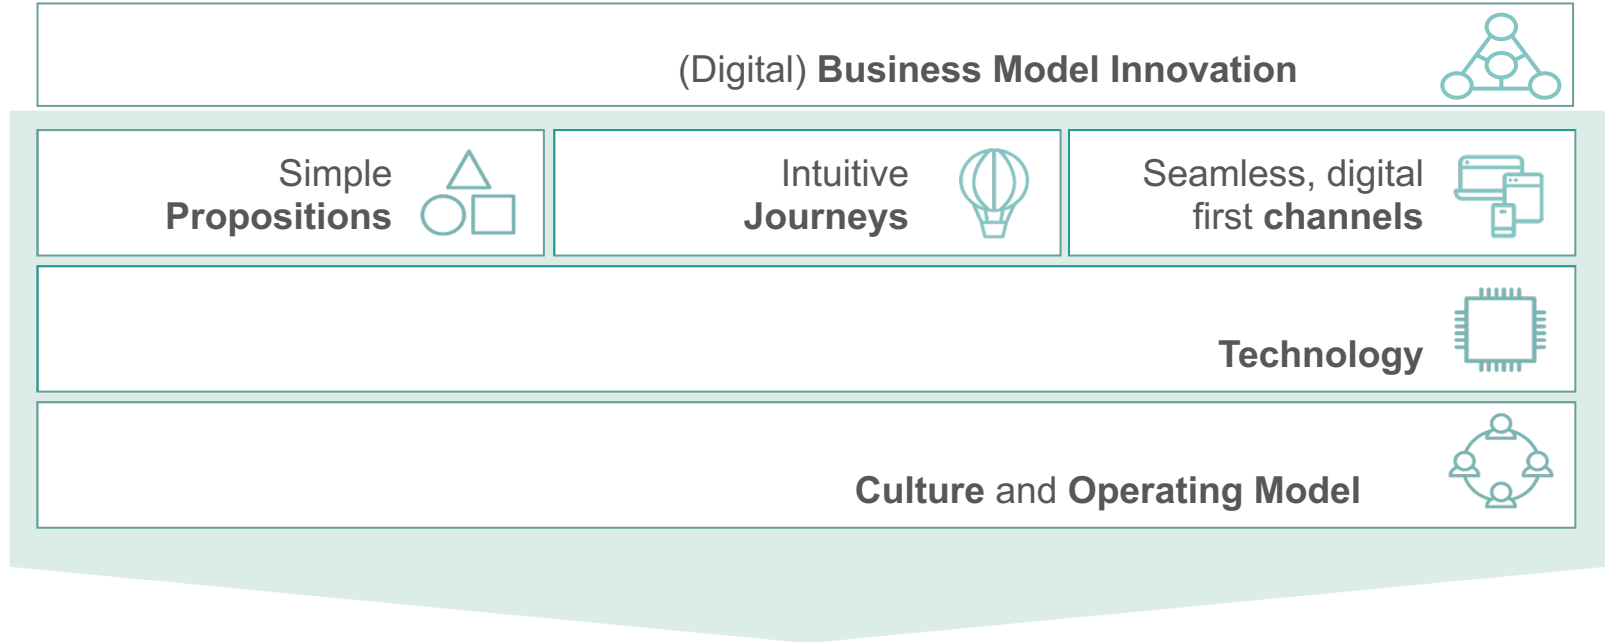 (Digital) Business Model Innovation
Simple
Propositions
Intuitive
Journeys
Seamless, digital
first channels
Technology
Culture and Operating Model